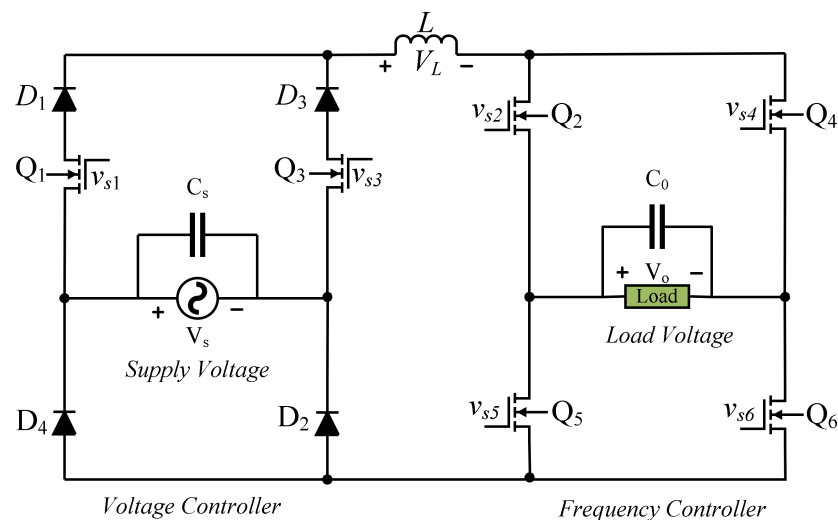 L
+ V_L −
D₁
D₃
Q₁
v_s1
Q₃
v_s3
C_s
+ −
V_s
Supply Voltage
D₄
D₂
Voltage Controller
v_s2
Q₂
v_s4
Q₄
C₀
+ V_o −
Load
Load Voltage
v_s5
Q₅
v_s6
Q₆
Frequency Controller